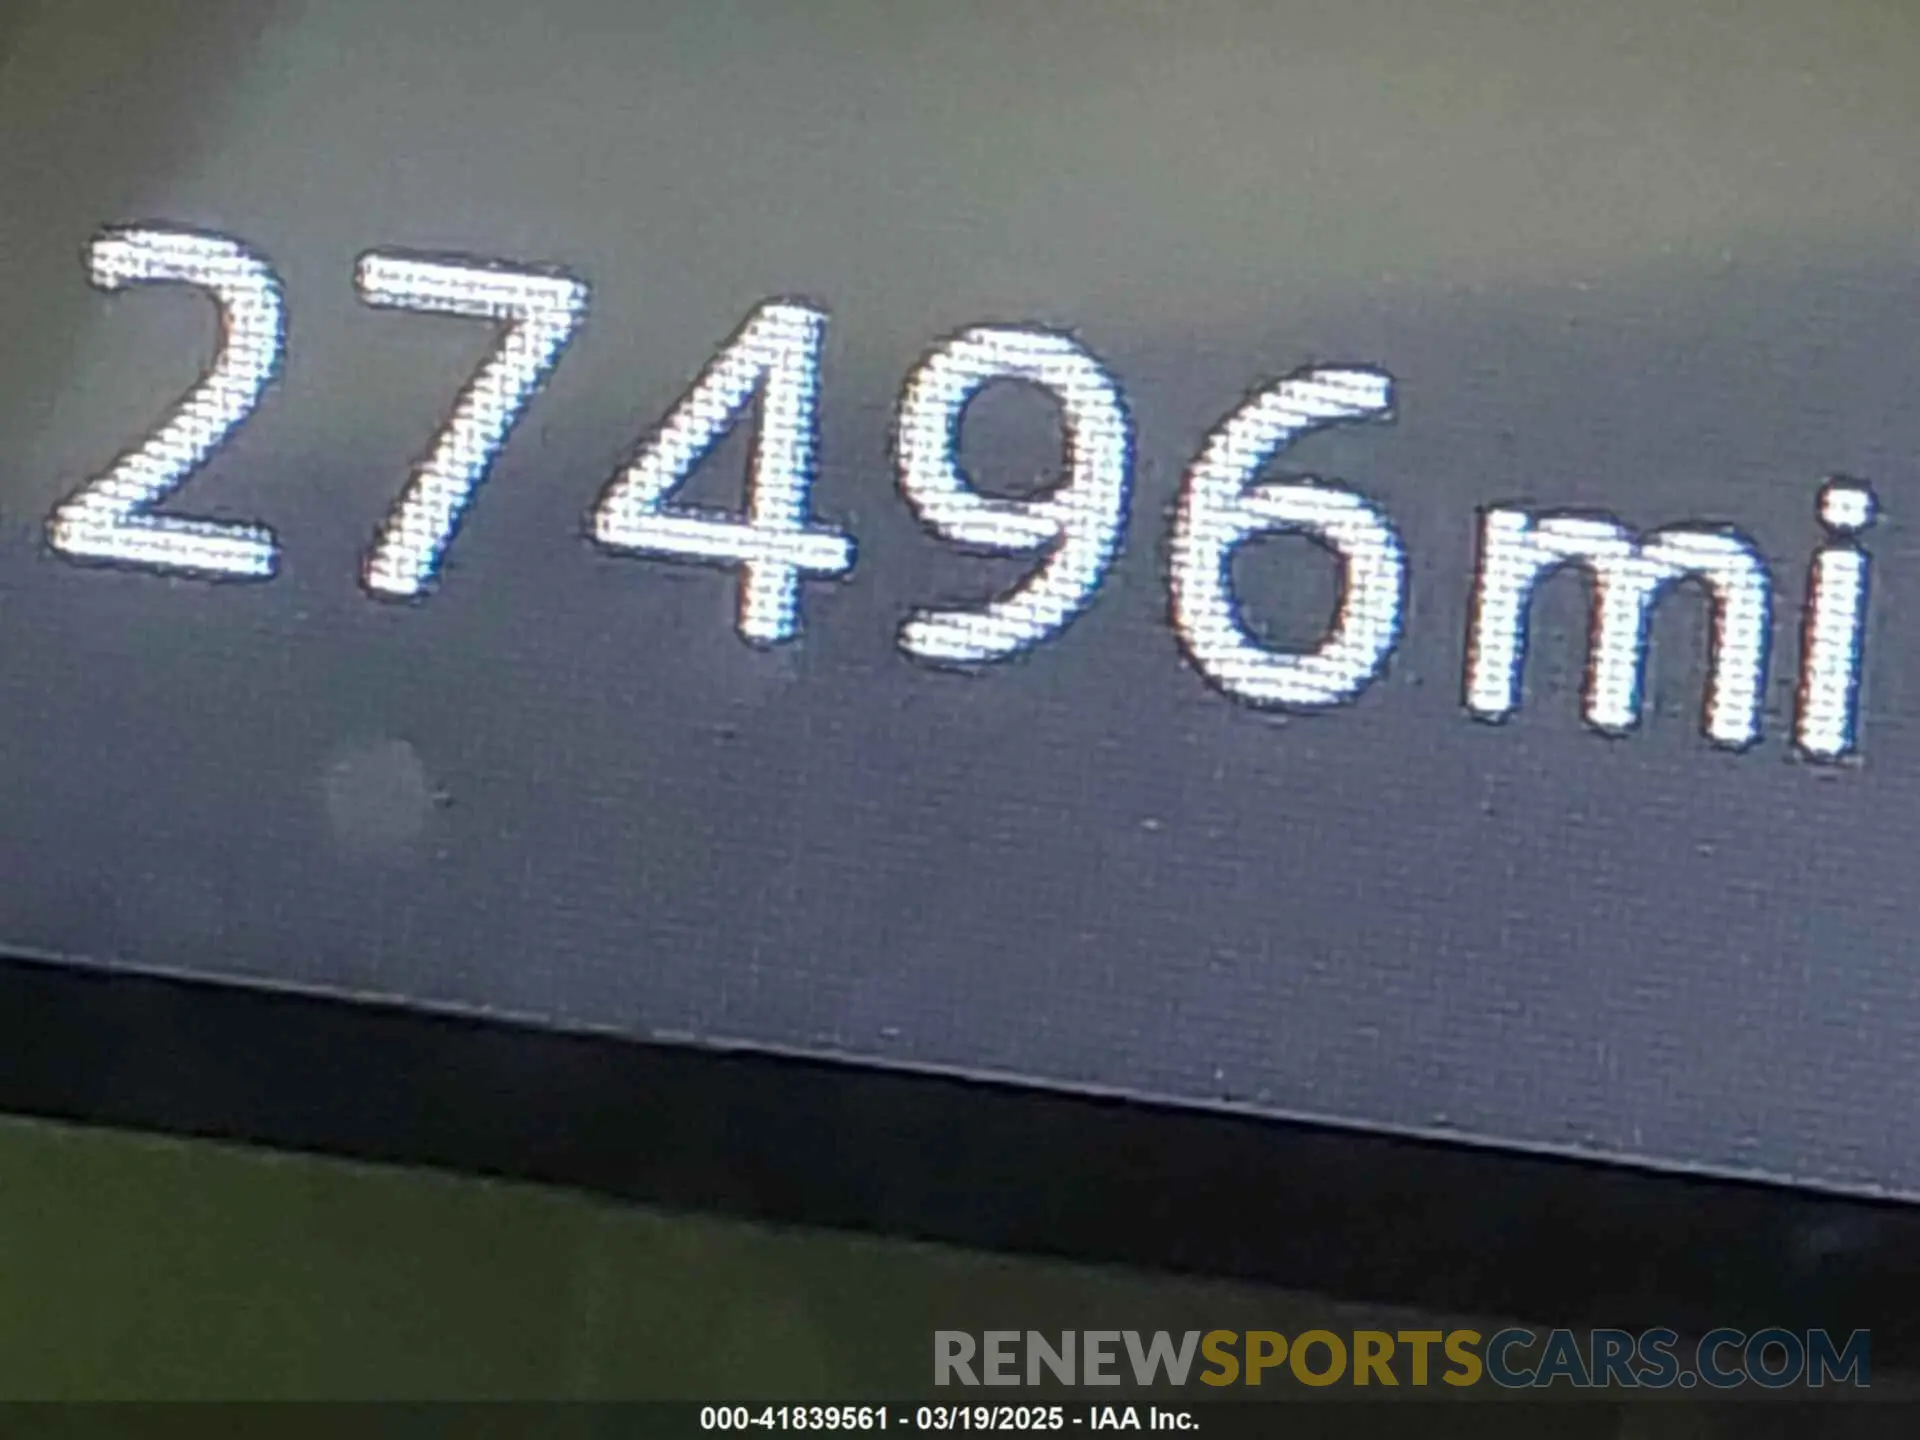 27496mi
RENEWSPORTSCARS.COM
000-41839561 - 03/19/2025 - IAA Inc.